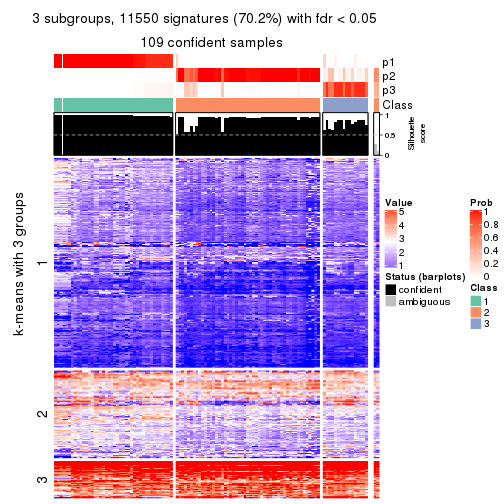 3 subgroups, 11550 signatures (70.2%) with fdr < 0.05
109 confident samples
p1
p2
p3
Class
1
0.5
0
Silhouette
score
k-means with 3 groups
1
2
3
Value
5
4
3
2
1
Status (barplots)
confident
ambiguous
Prob
1
0.8
0.6
0.4
0.2
0
Class
1
2
3